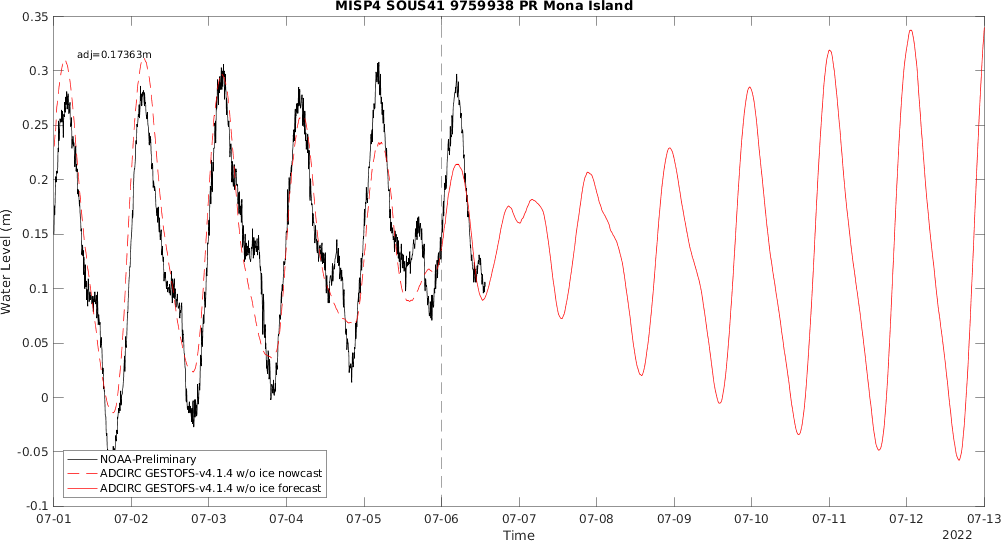 MISP4 SOUS41 9759938 PR Mona Island
adj=0.17363m
Water Level (m)
0.35
0.3
0.25
0.2
0.15
0.1
0.05
0
-0.05
-0.1
NOAA-Preliminary
ADCIRC GESTOFS-v4.1.4 w/o ice nowcast
ADCIRC GESTOFS-v4.1.4 w/o ice forecast
07-01 07-02 07-03 07-04 07-05 07-06 07-07 07-08 07-09 07-10 07-11 07-12 07-13
Time
2022